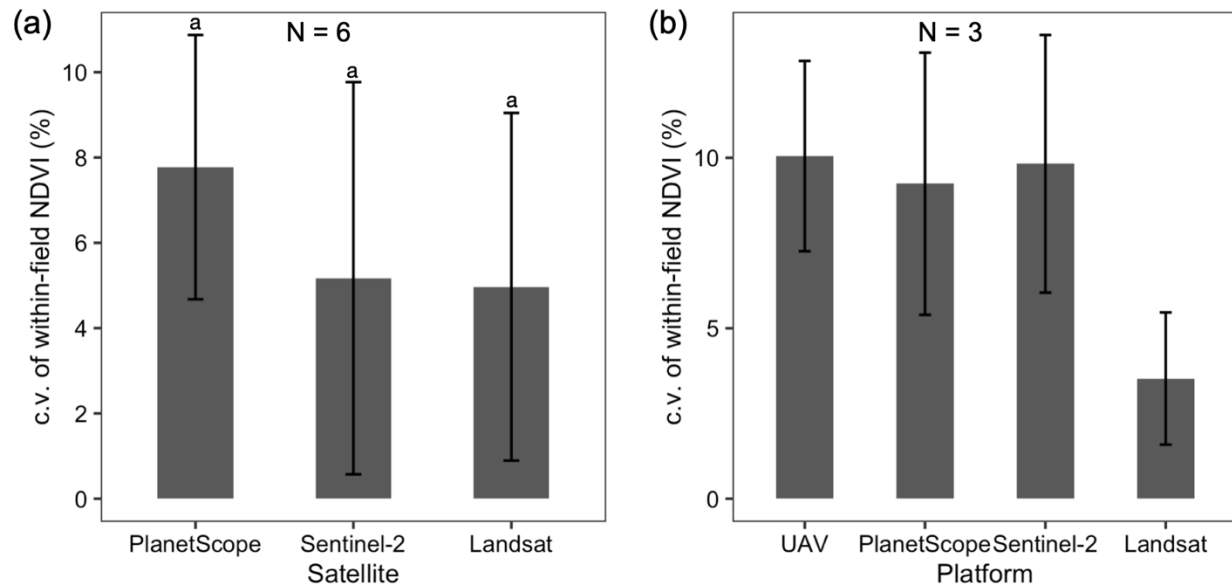 (a)
N = 6
a
a
a
c.v. of within-field NDVI (%)
10
8
6
4
2
0
PlanetScope Sentinel-2 Landsat
Satellite
(b)
N = 3
c.v. of within-field NDVI (%)
10
5
0
UAV PlanetScope Sentinel-2 Landsat
Platform